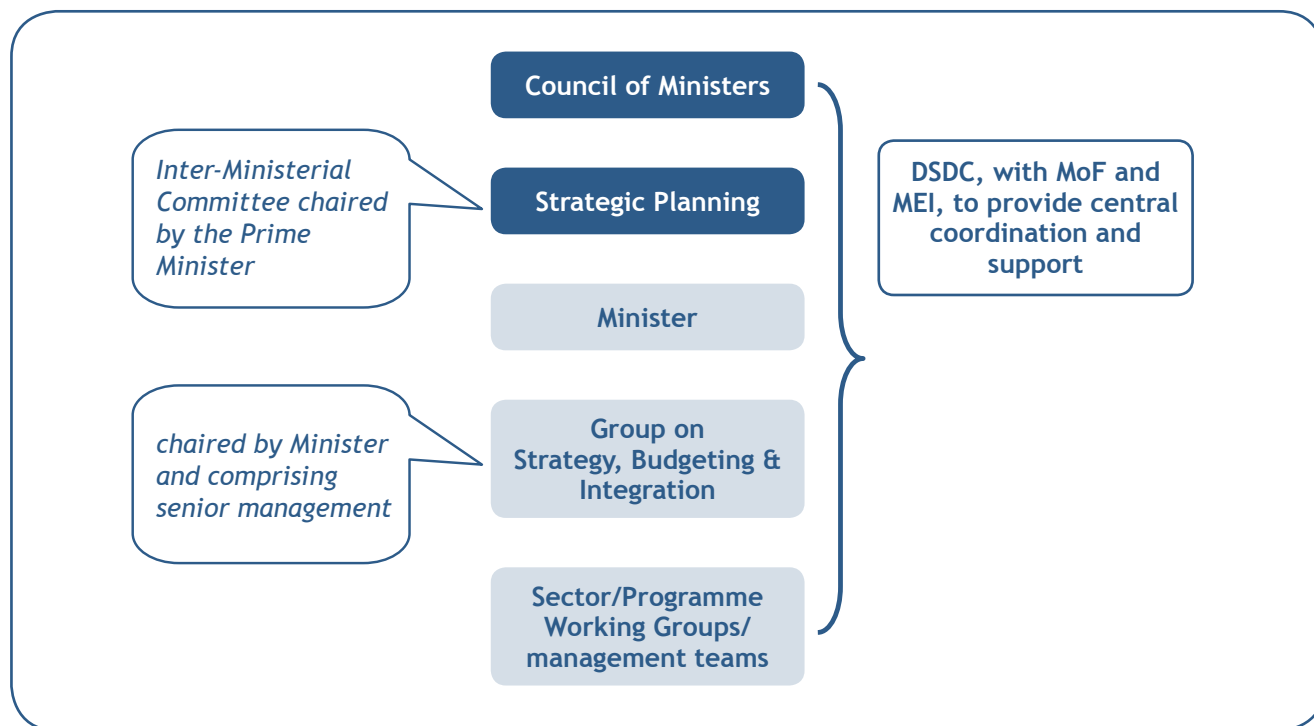 Council of Ministers
Inter-Ministerial
Committee chaired
by the Prime
Minister
Strategic Planning
DSDC, with MoF and
MEI, to provide central
coordination and
support
Minister
chaired by Minister
and comprising
senior management
Group on
Strategy, Budgeting &
Integration
Sector/Programme
Working Groups/
management teams